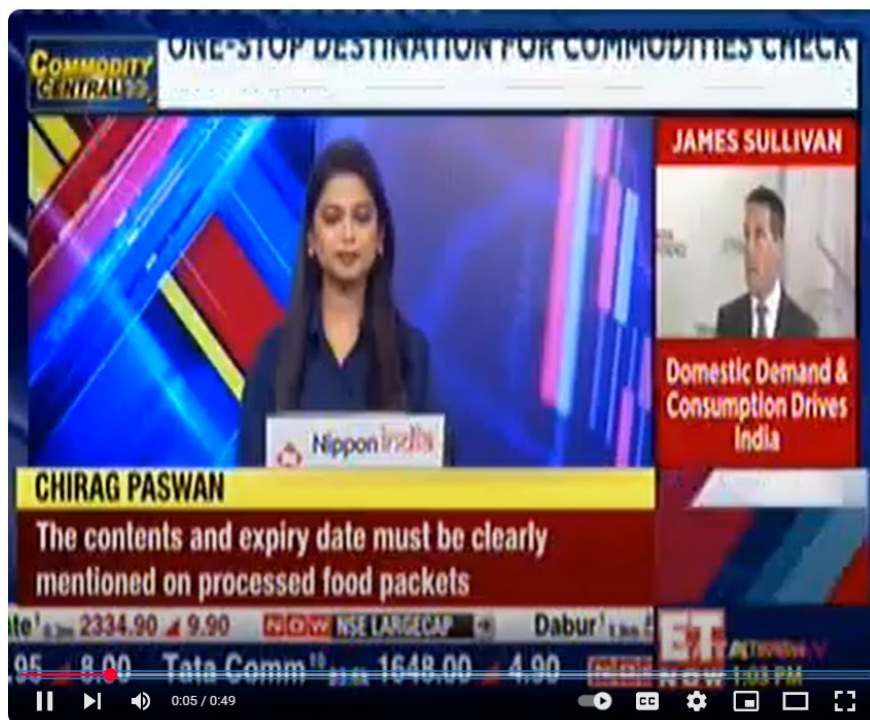 ONE-STOP DESTINATION FOR COMMODITIES CHECK
COMMODITY
CENTRAL
JAMES SULLIVAN
Domestic Demand &
Consumption Drives
India
Nippon india
CHIRAG PASWAN
The contents and expiry date must be clearly
mentioned on processed food packets
2334.90 9.90 NOW NSE LARGECAP Dabur
.95 8.00 Tata Comm 1648.00 4.90
ET
NOW 1:03 PM
0:05 / 0:49
CC